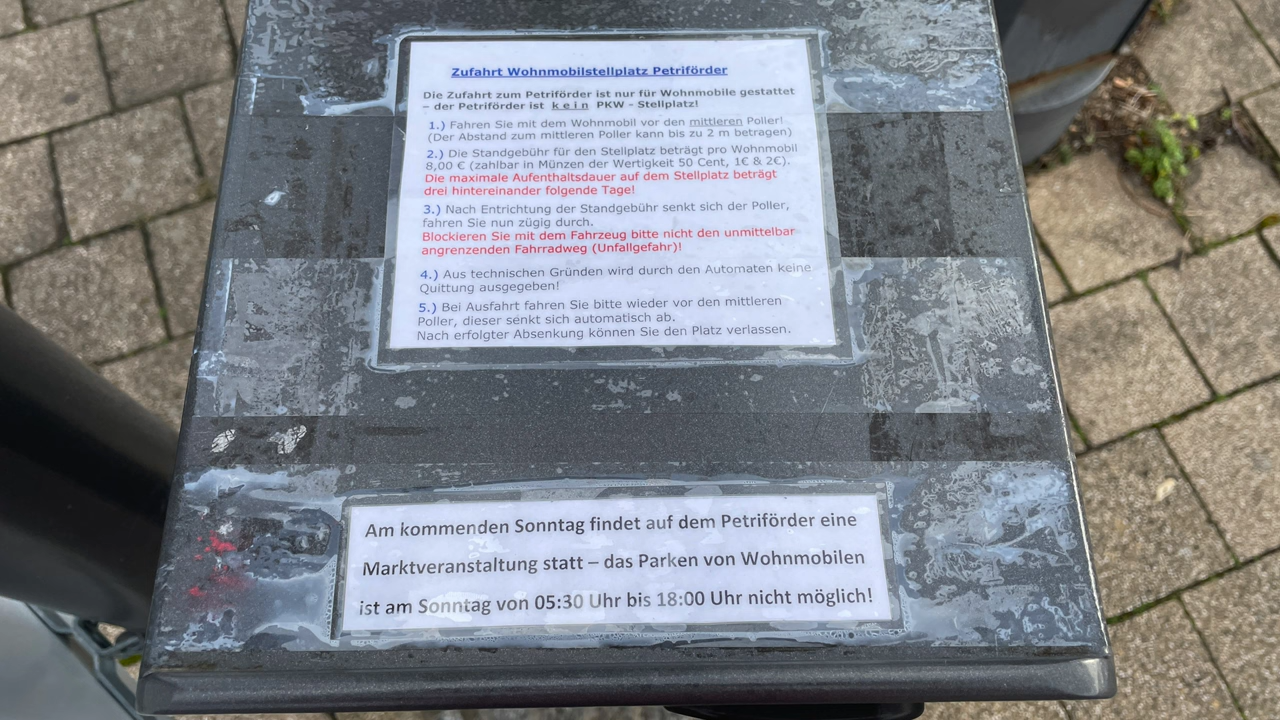 Zufahrt Wohnmobilstellplatz Petriförder
Die Zufahrt zum Petriförder ist nur für Wohnmobile gestattet
– der Petriförder ist k e i n PKW - Stellplatz!
1.) Fahren Sie mit dem Wohnmobil vor den mittleren Poller!
(Der Abstand zum mittleren Poller kann bis zu 2 m betragen)
2.) Die Standgebühr für den Stellplatz beträgt pro Wohnmobil
8,00 € (zahlbar in Münzen der Wertigkeit 50 Cent, 1€ & 2€).
Die maximale Aufenthaltsdauer auf dem Stellplatz beträgt
drei hintereinander folgende Tage!
3.) Nach Entrichtung der Standgebühr senkt sich der Poller,
fahren Sie nun zügig durch.
Blockieren Sie mit dem Fahrzeug bitte nicht den unmittelbar
angrenzenden Fahrradweg (Unfallgefahr)!
4.) Aus technischen Gründen wird durch den Automaten keine
Quittung ausgegeben!
5.) Bei Ausfahrt fahren Sie bitte wieder vor den mittleren
Poller, dieser senkt sich automatisch ab.
Nach erfolgter Absenkung können Sie den Platz verlassen.
Am kommenden Sonntag findet auf dem Petriförder eine
Marktveranstaltung statt – das Parken von Wohnmobilen
ist am Sonntag von 05:30 Uhr bis 18:00 Uhr nicht möglich!